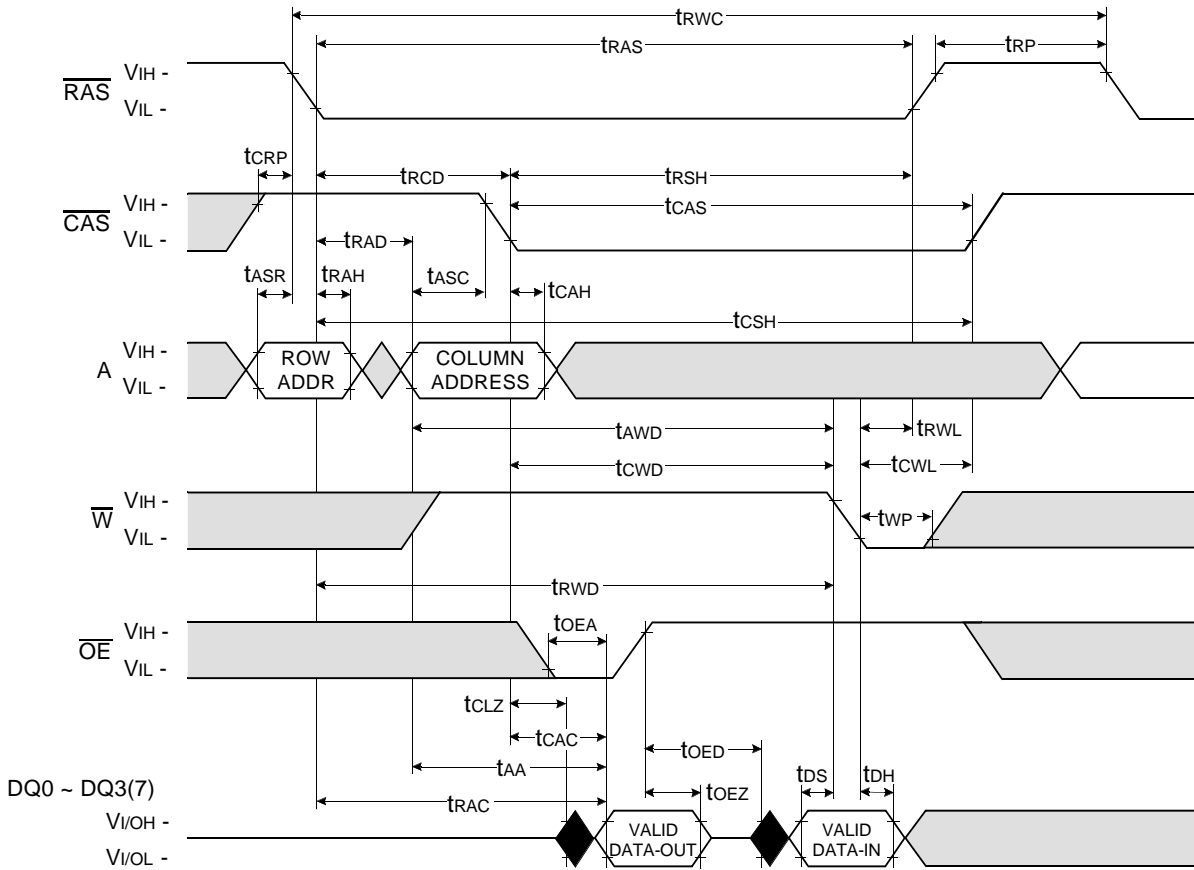 tRWC
tRAS tRP
RAS VIH -
VIL -
tCRP tRCD tRSH
CAS VIH - tCAS
VIL - tRAD
tASR tRAH tASC tCAH
tCSH
A VIH - ROW COLUMN
VIL - ADDR ADDRESS
tAWD tRWL
tCWD tCWL
W VIH -
VIL - tWP
tRWD
OE VIH - tOEA
VIL -
tCLZ
tCAC tOED
tAA tDS tDH
DQ0 ~ DQ3(7) tRAC tOEZ
VI/OH - VALID VALID
VI/OL - DATA-OUT DATA-IN